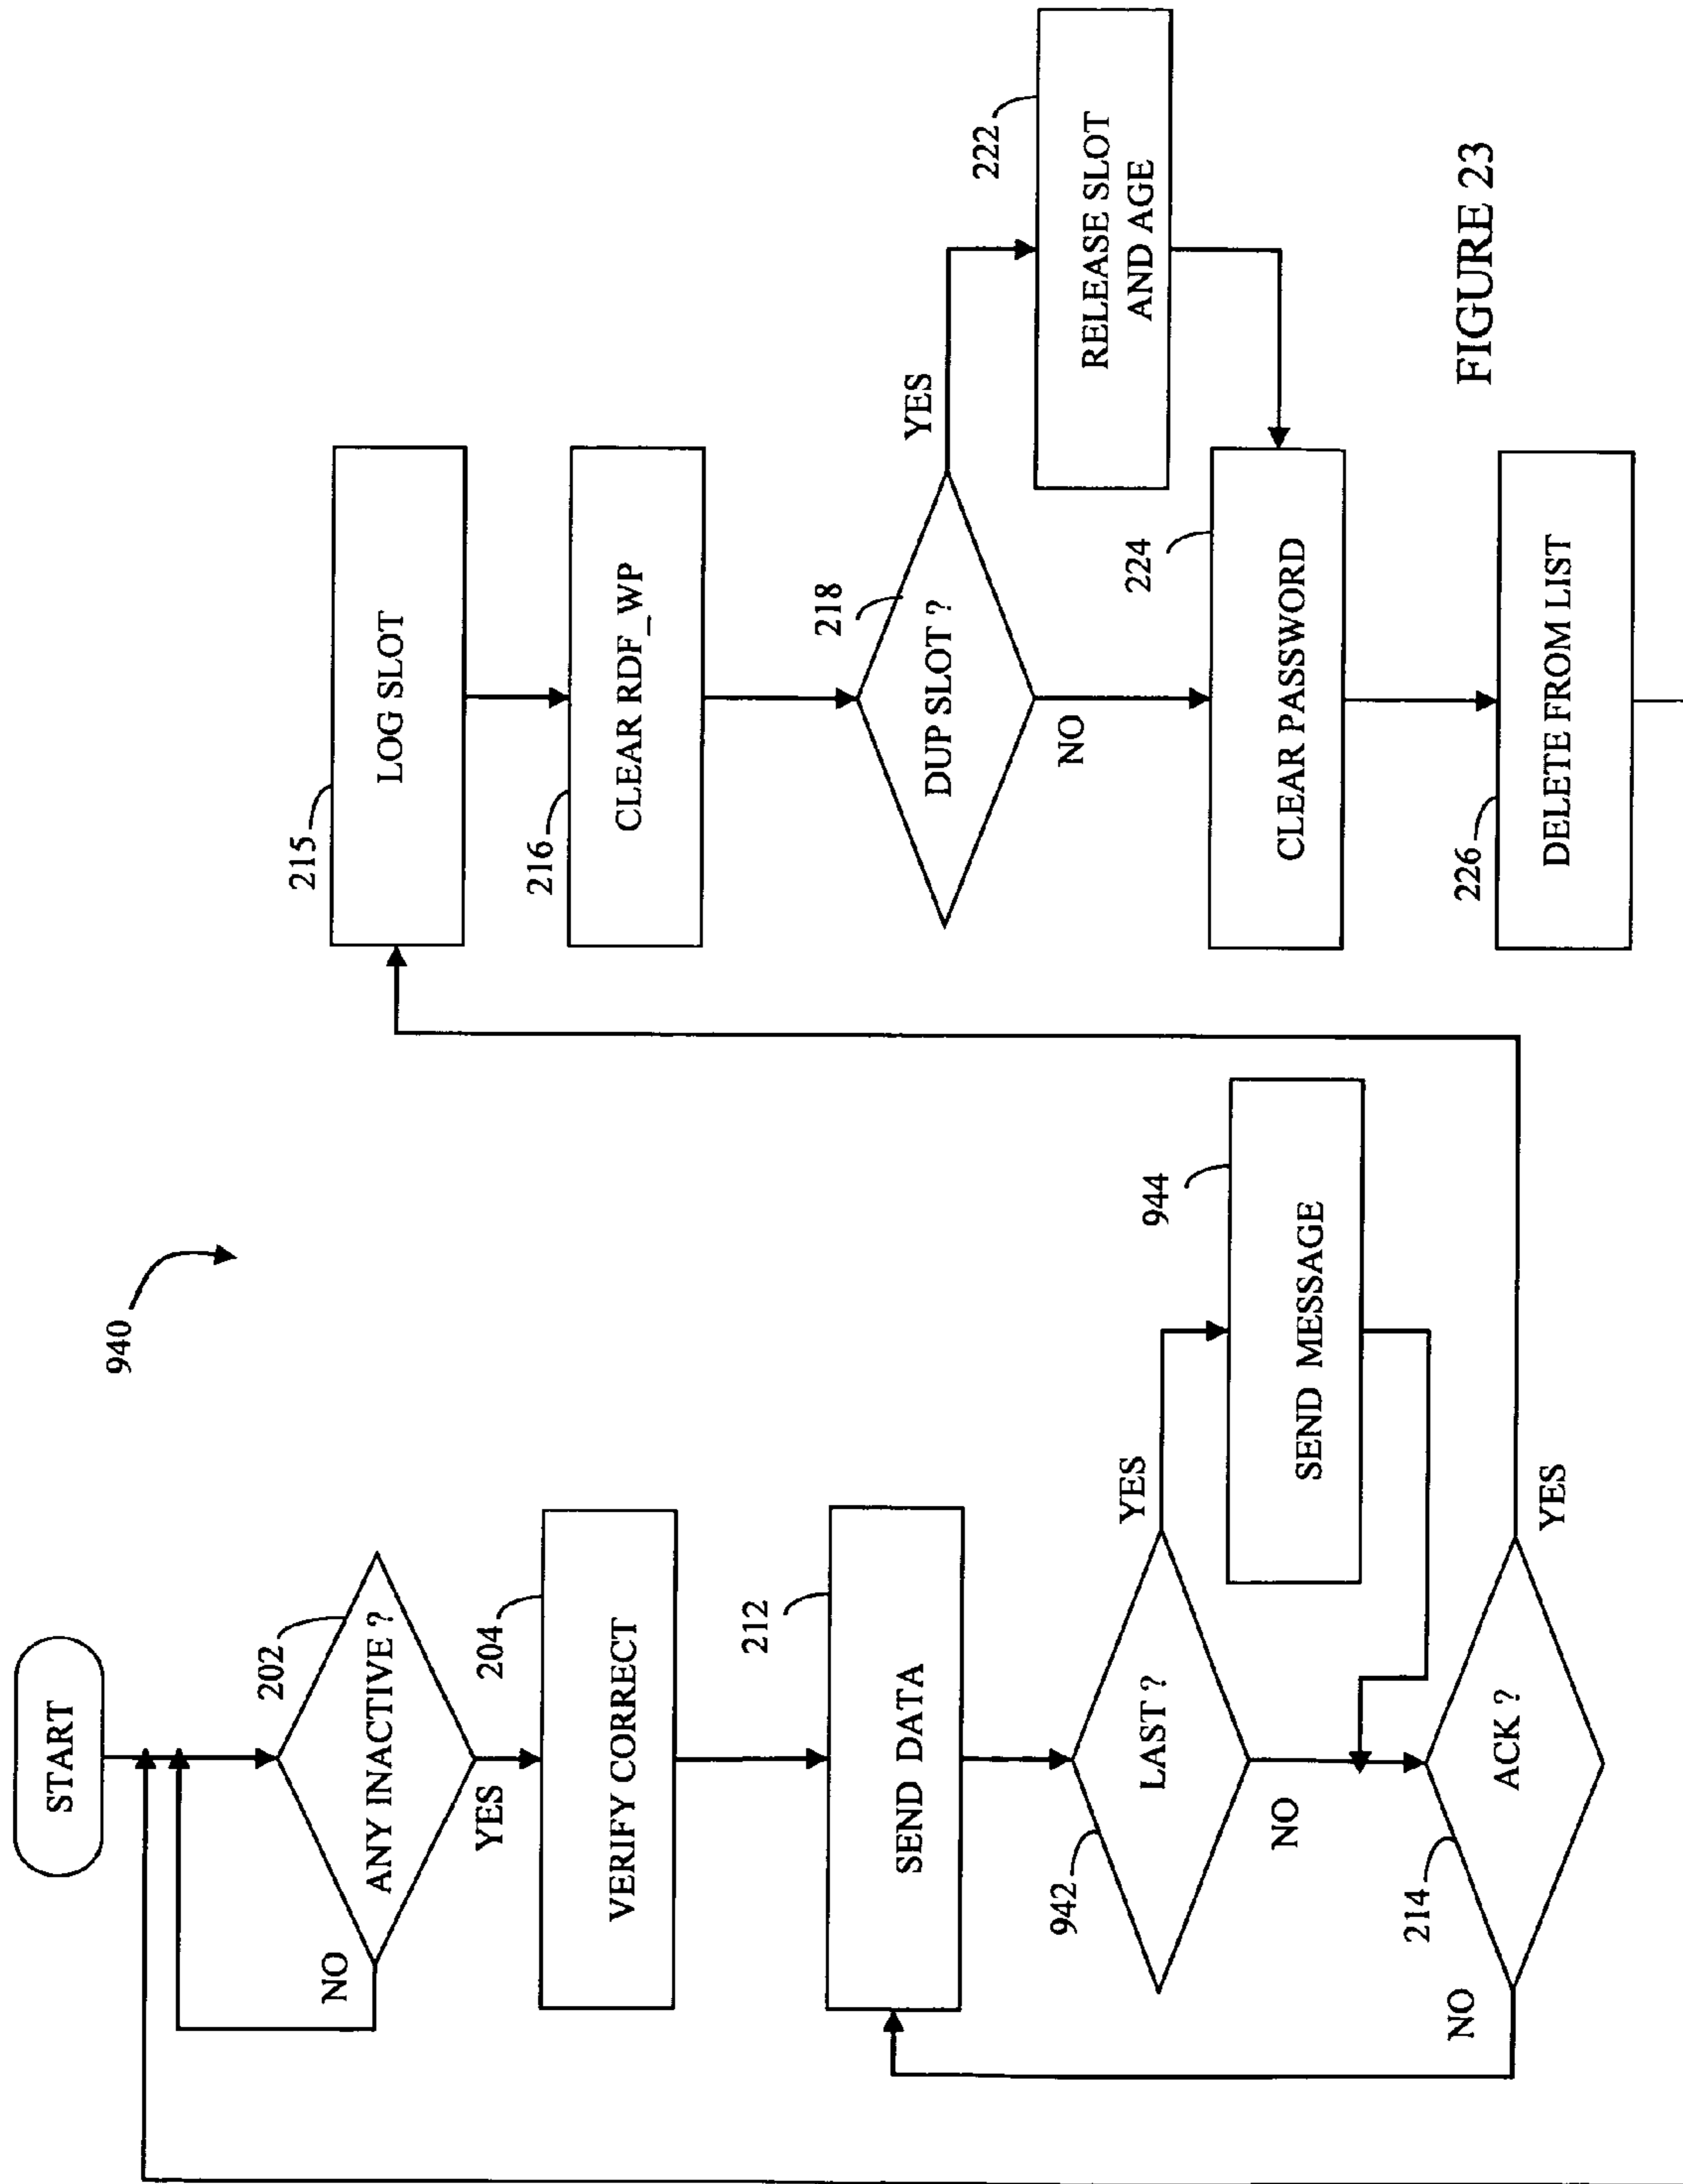 940
START
202
ANY INACTIVE ?
NO
YES
204
VERIFY CORRECT
212
SEND DATA
942
LAST ?
YES
944
SEND MESSAGE
NO
214
ACK ?
NO
YES
215
LOG SLOT
216
CLEAR RDF_WP
218
DUP SLOT ?
YES
222
RELEASE SLOT
AND AGE
NO
224
CLEAR PASSWORD
226
DELETE FROM LIST
FIGURE 23